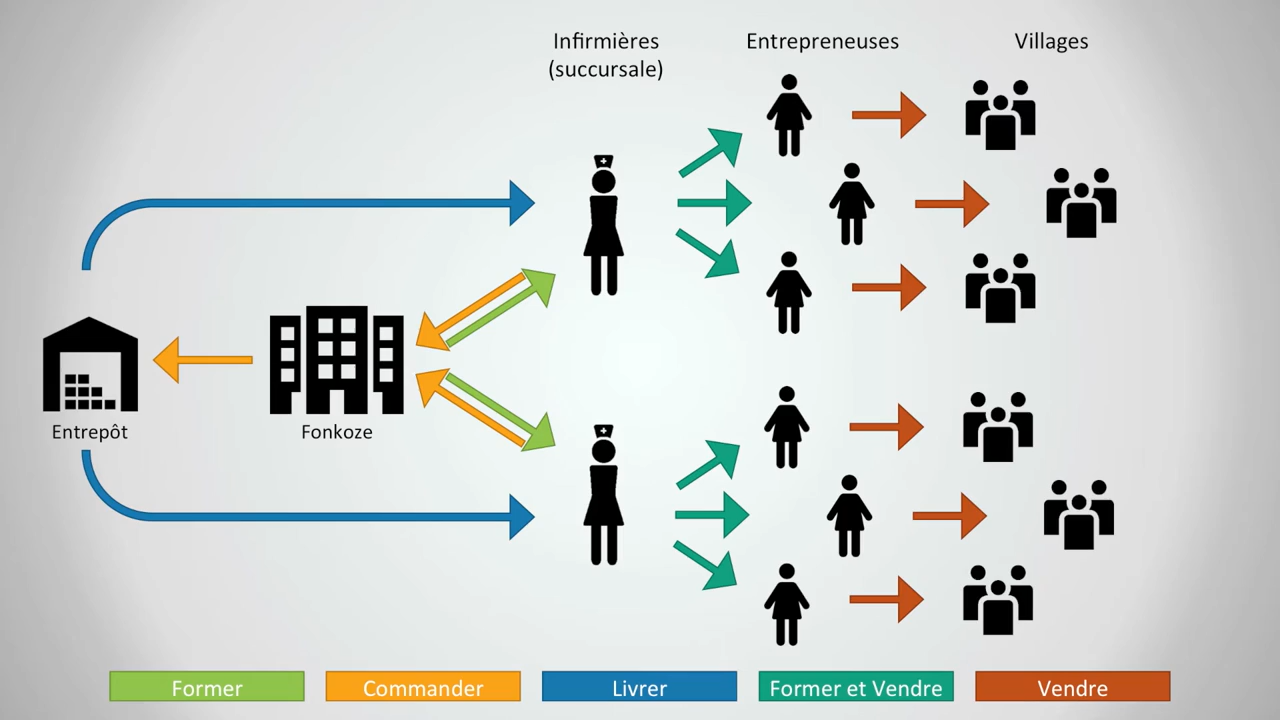 Infirmières
(succursale)
Entrepreneuses
Villages
Entrepôt
Fonkoze
Former
Commander
Livrer
Former et Vendre
Vendre